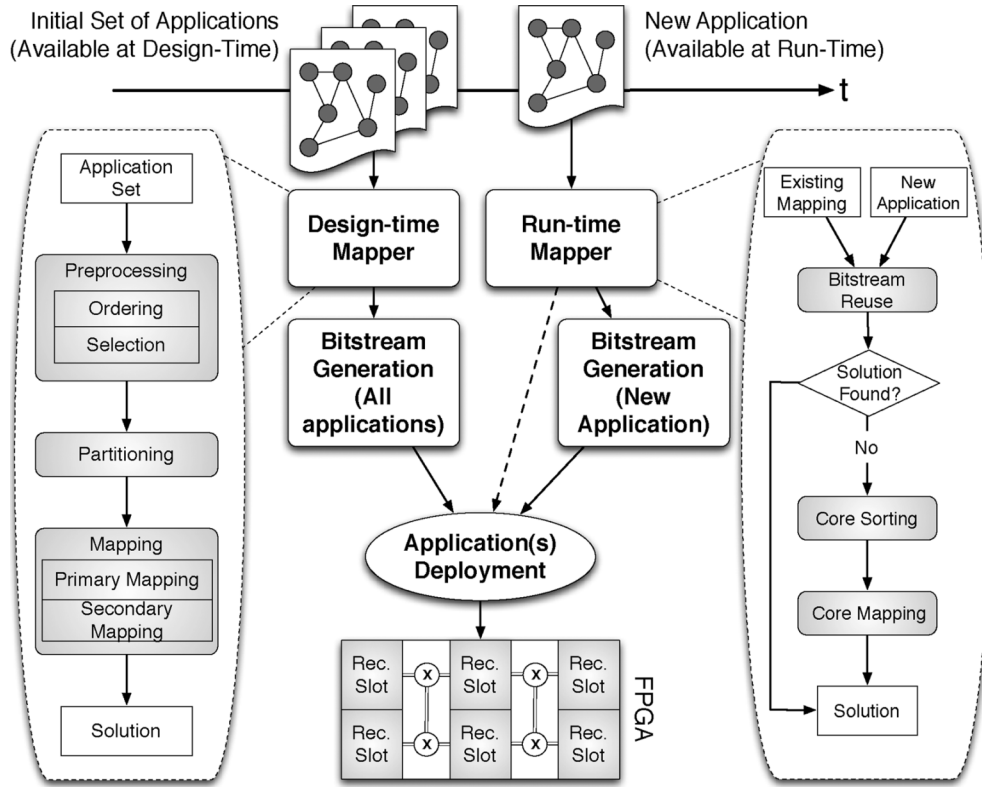 Initial Set of Applications
(Available at Design-Time)
New Application
(Available at Run-Time)
t
Application
Set
Preprocessing
Ordering
Selection
Partitioning
Mapping
Primary Mapping
Secondary
Mapping
Solution
Design-time
Mapper
Run-time
Mapper
Bitstream
Generation
(All
applications)
Bitstream
Generation
(New
Application)
Application(s)
Deployment
Rec.
Slot
X
Rec.
Slot
X
Rec.
Slot
Rec.
Slot
X
Rec.
Slot
X
Rec.
Slot
FPGA
Existing
Mapping
New
Application
Bitstream
Reuse
Solution
Found?
No
Core Sorting
Core Mapping
Solution